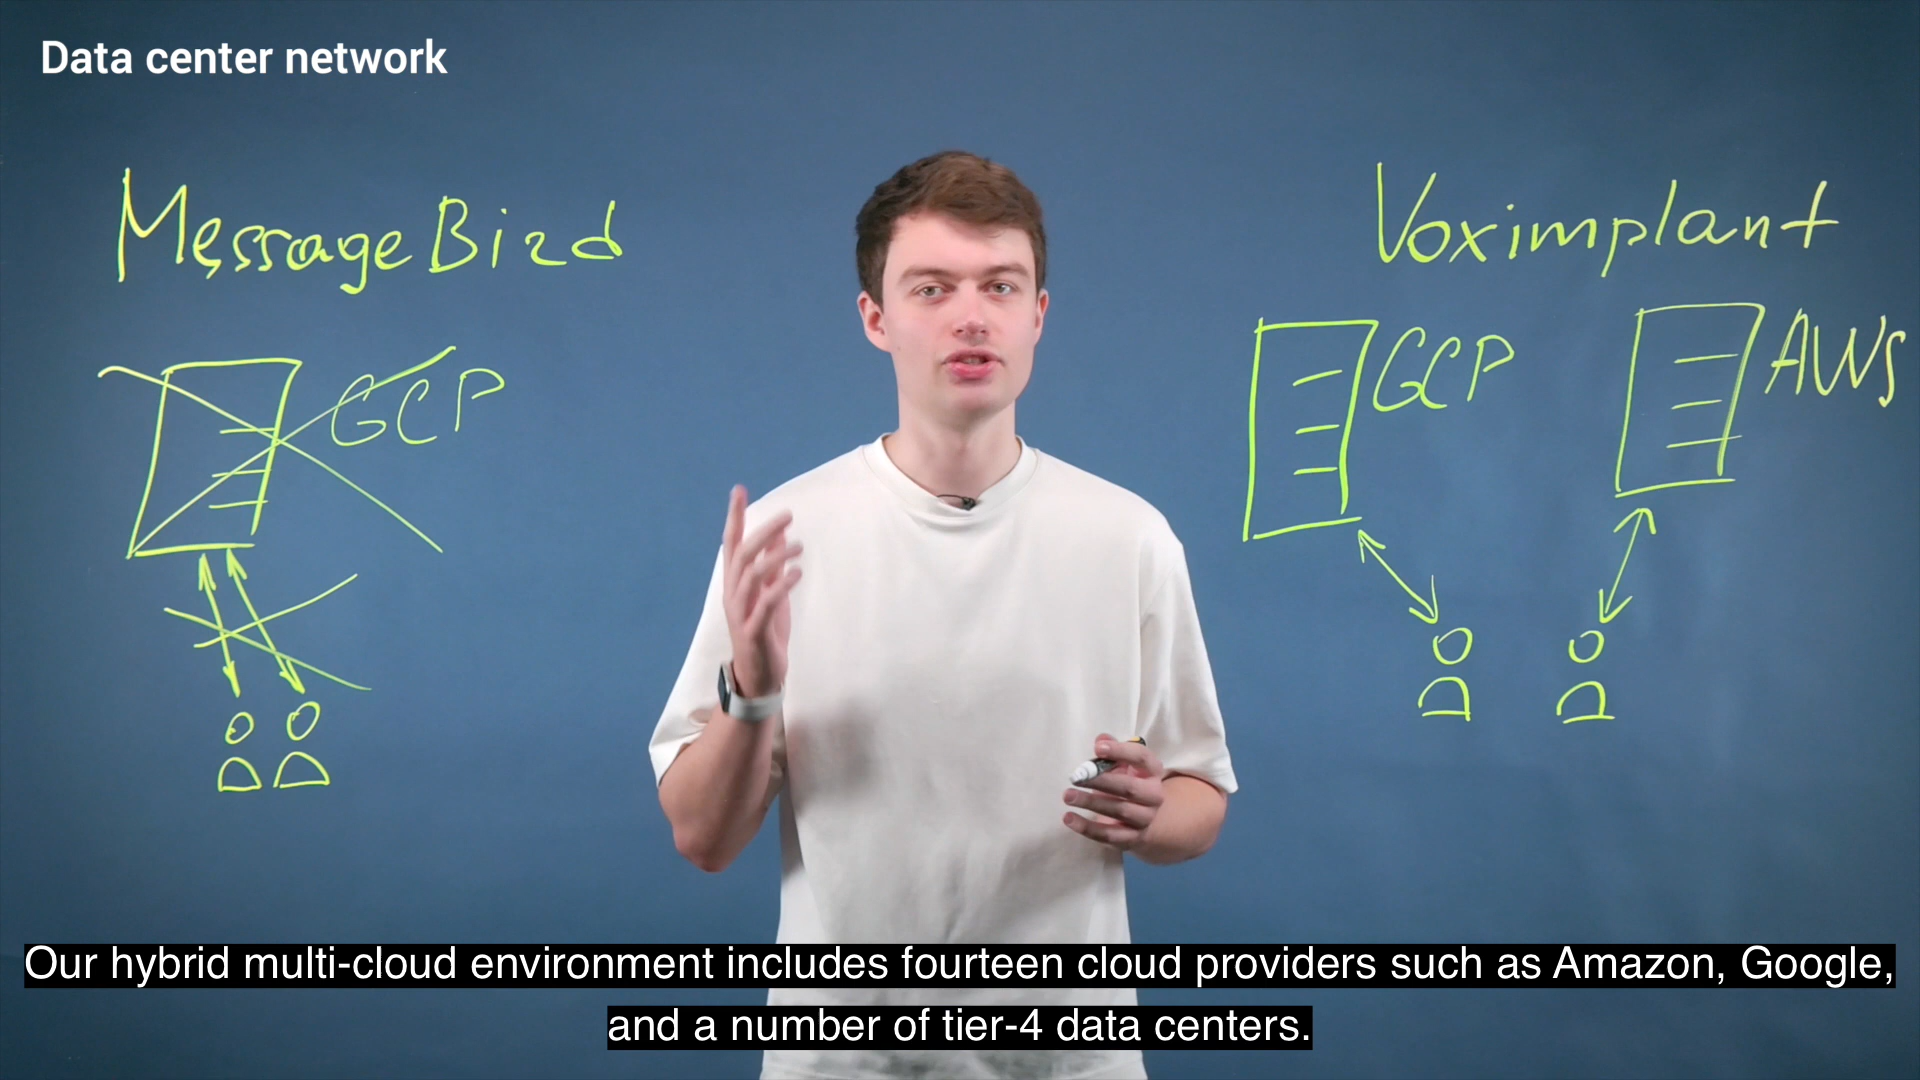 Data center network
MessageBird
Voximplant
GCP
GCP
AWS
Our hybrid multi-cloud environment includes fourteen cloud providers such as Amazon, Google,
and a number of tier-4 data centers.